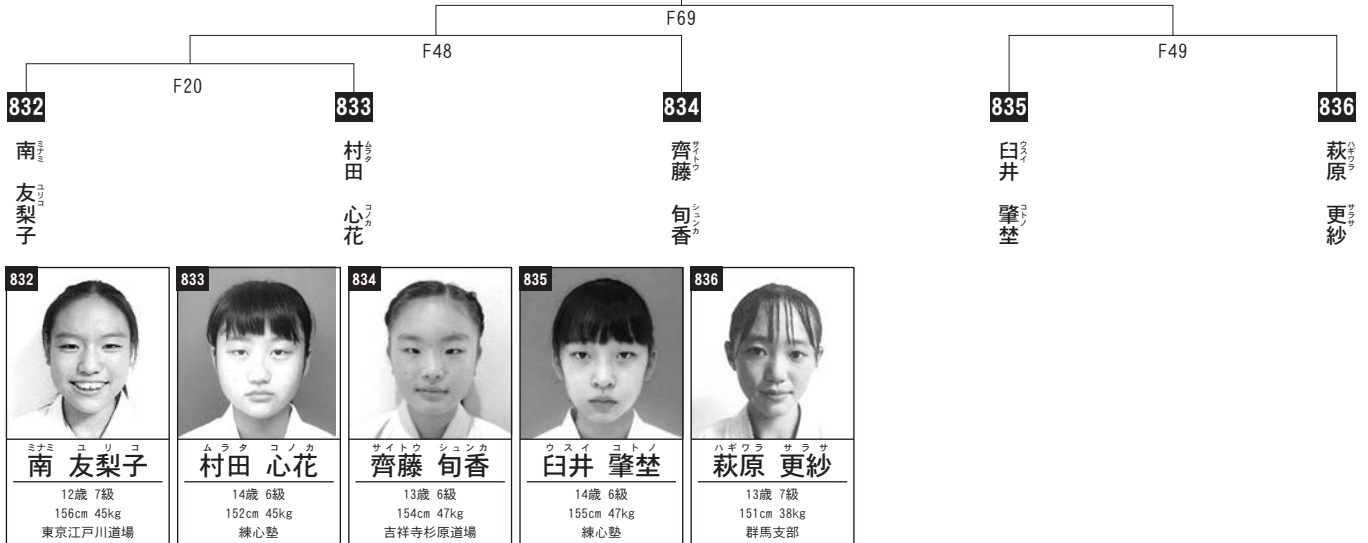 F69
F48
F49
F20
832
833
834
835
836
南 友梨子
ミナミ ユリコ
村田 心花
ムラタ コノカ
齊藤 旬香
サイトウ シュンカ
臼井 肇埜
ウスイ コトノ
萩原 更紗
ハギワラ サラサ
832
833
834
835
836
ミナミ ユリコ
南 友梨子
12歳 7級
156cm 45kg
東京江戸川道場
ムラタ コノカ
村田 心花
14歳 6級
152cm 45kg
練心塾
サイトウ シュンカ
齊藤 旬香
13歳 6級
154cm 47kg
吉祥寺杉原道場
ウスイ コトノ
臼井 肇埜
14歳 6級
155cm 47kg
練心塾
ハギワラ サラサ
萩原 更紗
13歳 7級
151cm 38kg
群馬支部